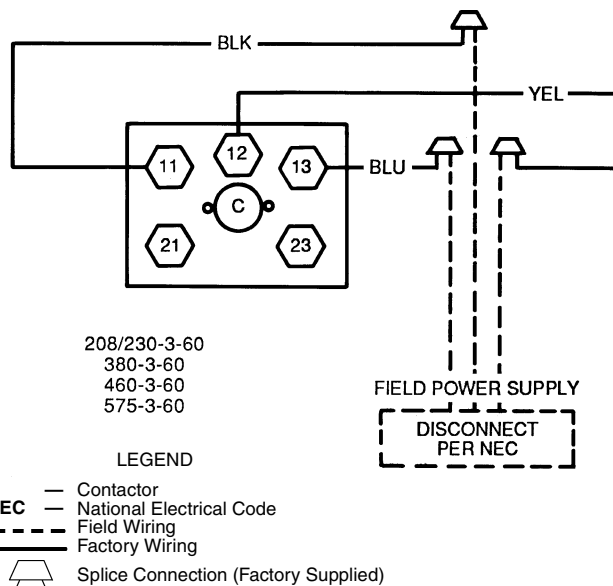 BLK
YEL
11
12
13
BLU
C
21
23
208/230-3-60
380-3-60
460-3-60
575-3-60
FIELD POWER SUPPLY
DISCONNECT
PER NEC
LEGEND
— Contactor
EC — National Electrical Code
Field Wiring
Factory Wiring
Splice Connection (Factory Supplied)